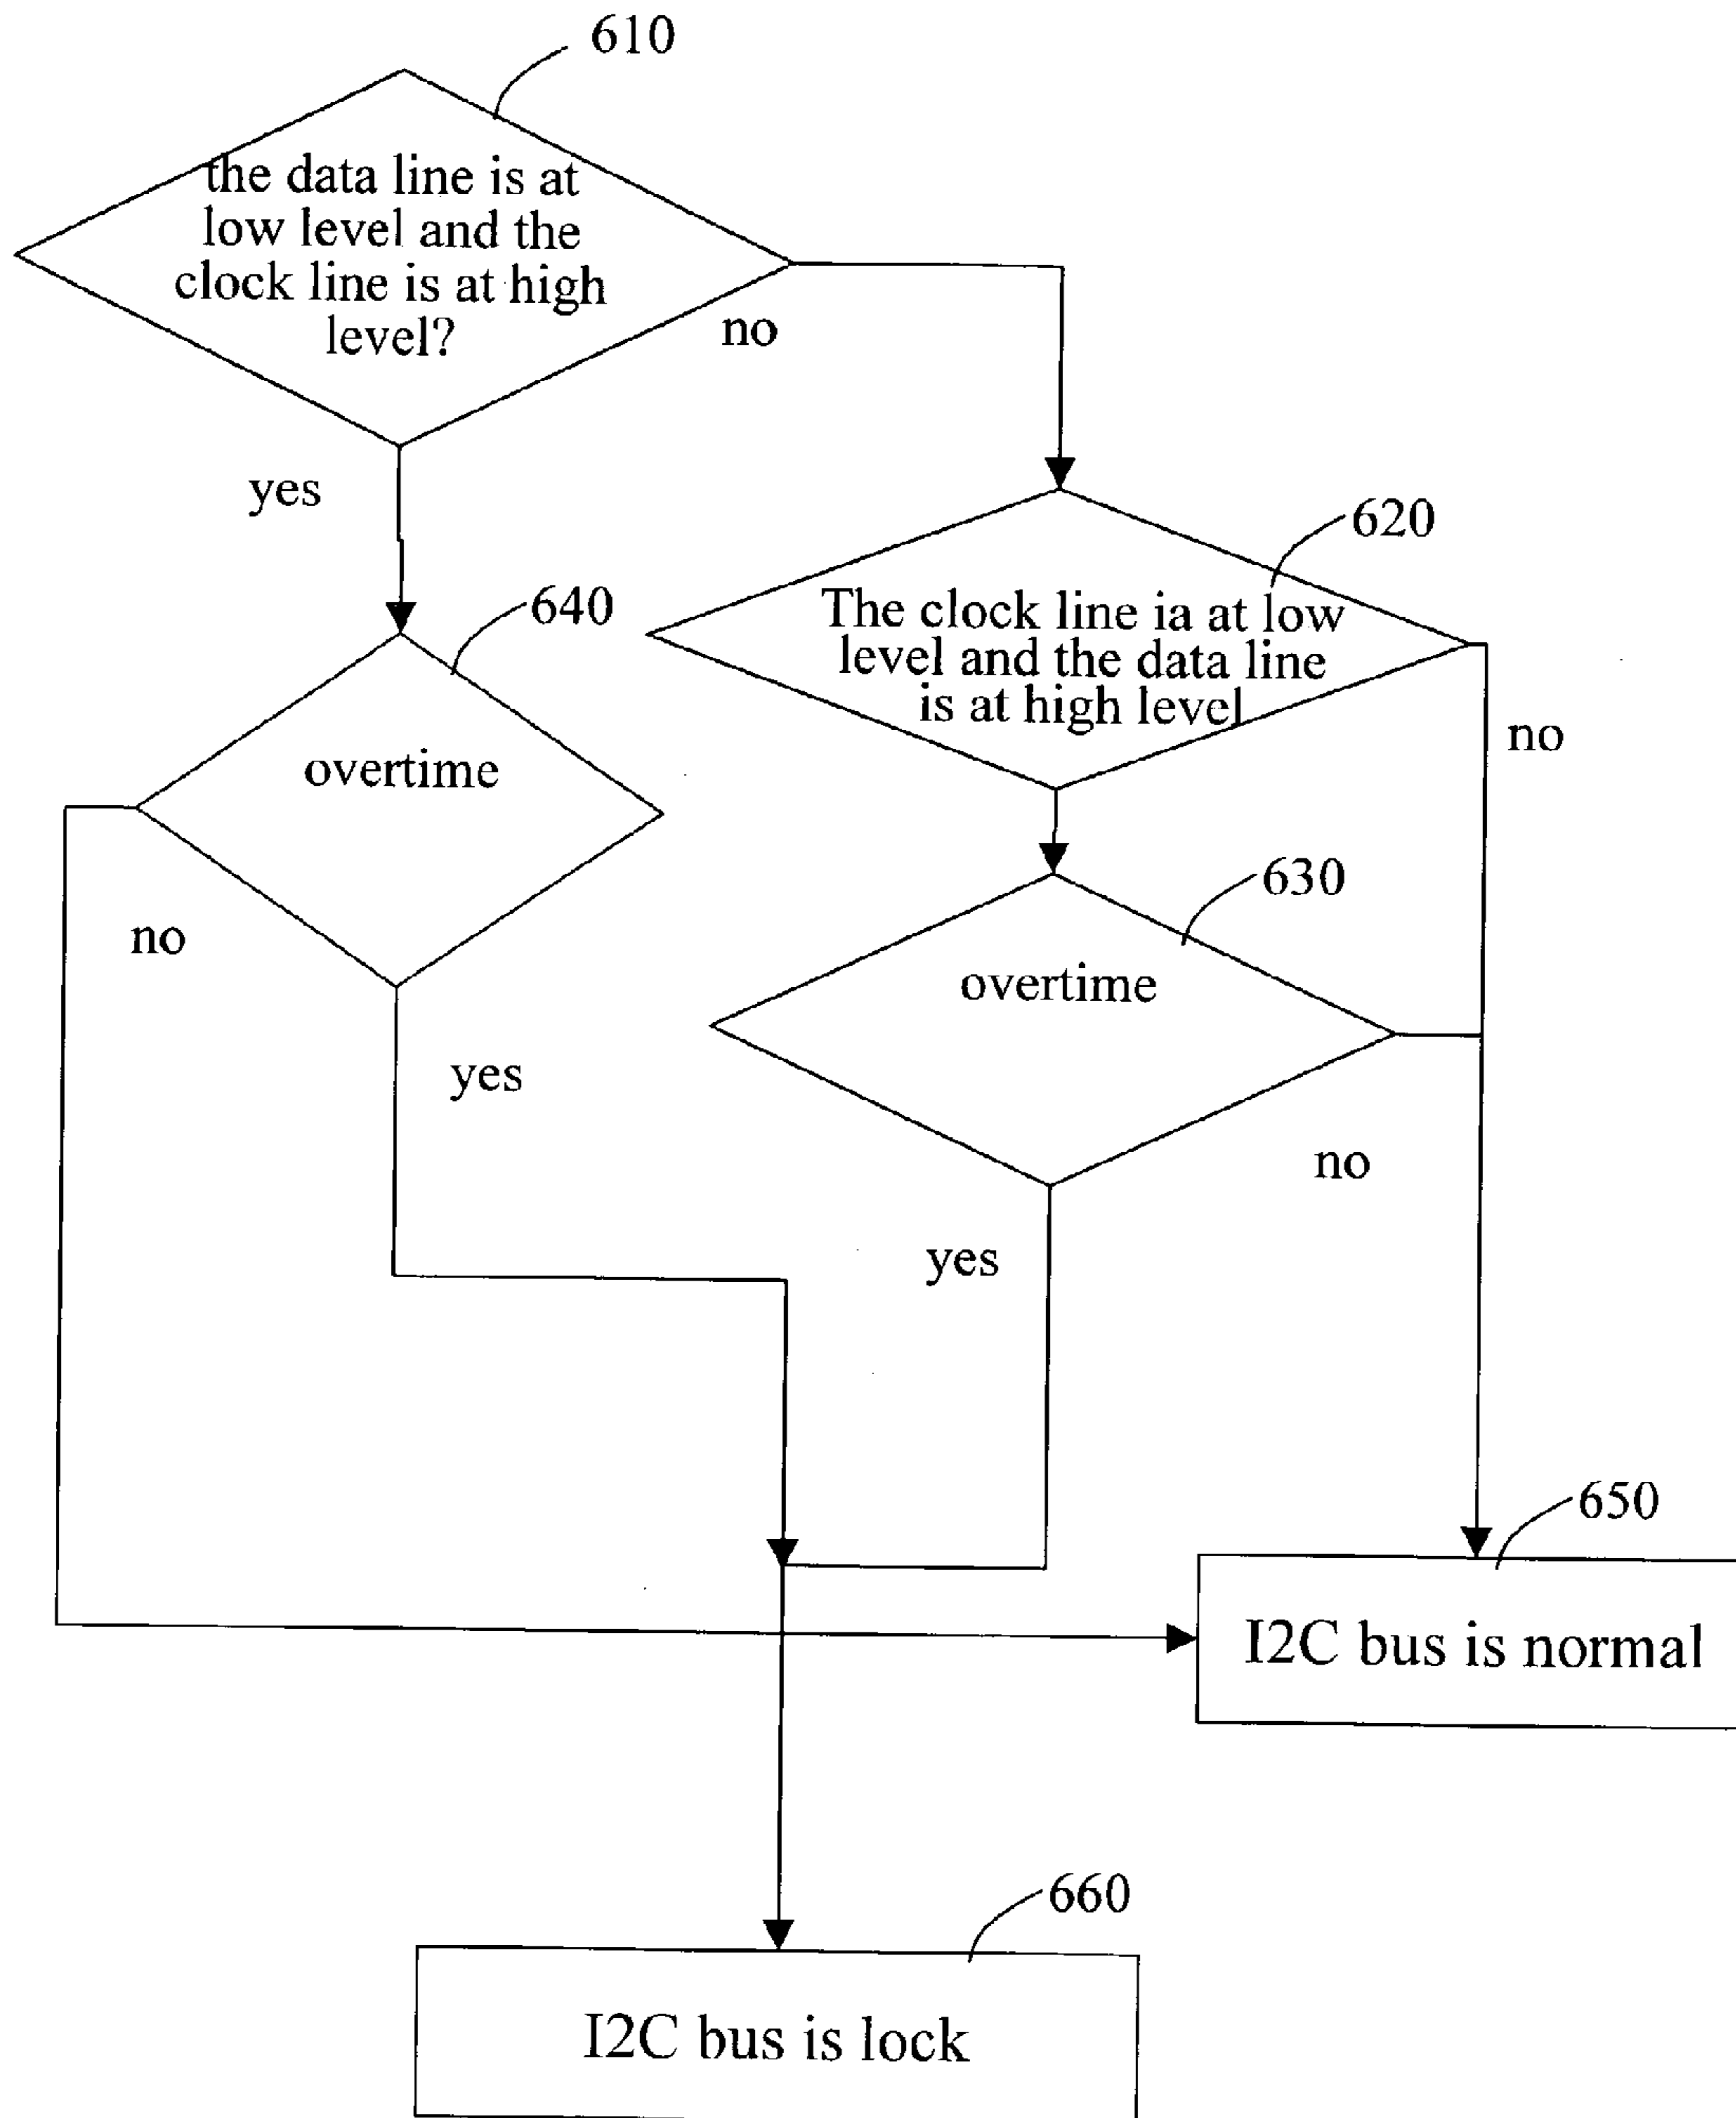 610
the data line is at
low level and the
clock line is at high
level?
no
yes
620
The clock line ia at low
level and the data line
is at high level
no
640
overtime
no
yes
630
overtime
no
yes
650
I2C bus is normal
660
I2C bus is lock